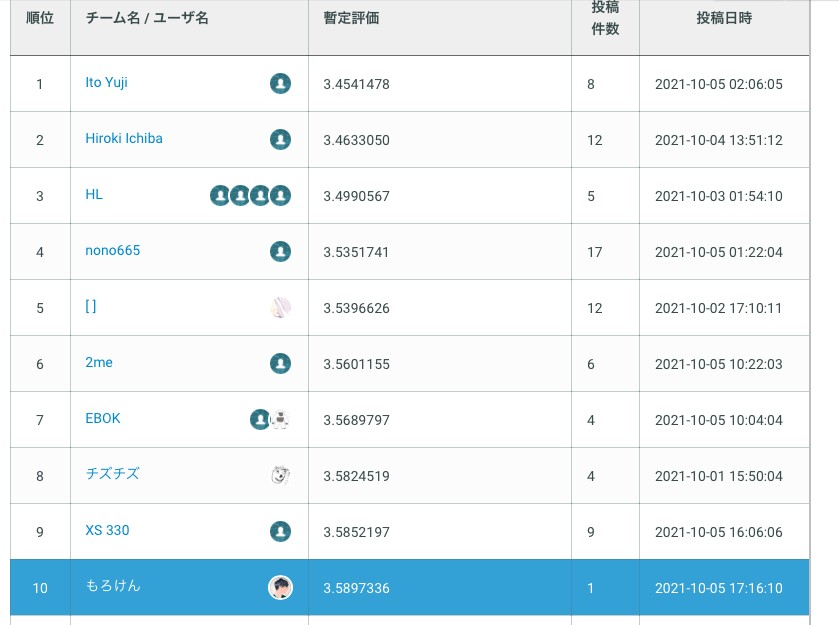 順位 チーム名 / ユーザ名 暫定評価 投稿件数 投稿日時
1 Ito Yuji 3.4541478 8 2021-10-05 02:06:05
2 Hiroki Ichiba 3.4633050 12 2021-10-04 13:51:12
3 HL 3.4990567 5 2021-10-03 01:54:10
4 nono665 3.5351741 17 2021-10-05 01:22:04
5 [ ] 3.5396626 12 2021-10-02 17:10:11
6 2me 3.5601155 6 2021-10-05 10:22:03
7 EBOK 3.5689797 4 2021-10-05 10:04:04
8 チズチズ 3.5824519 4 2021-10-01 15:50:04
9 XS 330 3.5852197 9 2021-10-05 16:06:06
10 もろけん 3.5897336 1 2021-10-05 17:16:10